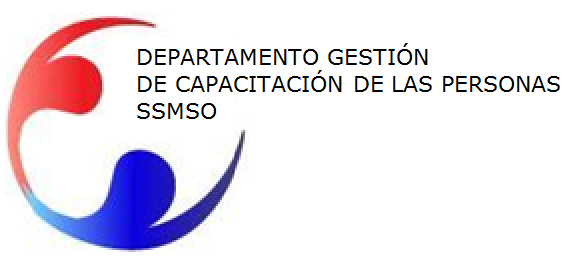 DEPARTAMENTO GESTIÓN
DE CAPACITACIÓN DE LAS PERSONAS
SSMSO